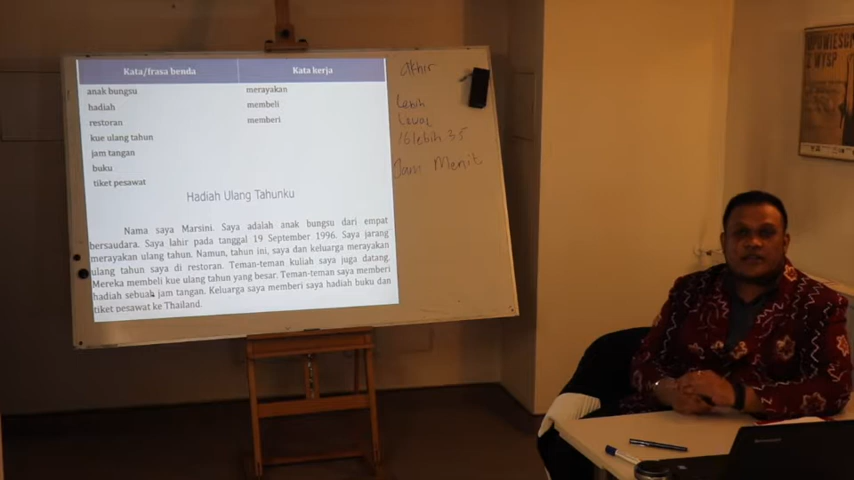 Kata/frasa benda Kata kerja
anak bungsu merayakan
hadiah membeli
restoran memberi
kue ulang tahun
jam tangan
buku
tiket pesawat
Hadiah Ulang Tahunku
Nama saya Marsini. Saya adalah anak bungsu dari empat
bersaudara. Saya lahir pada tanggal 19 September 1996. Saya jarang
merayakan ulang tahun. Namun, tahun ini, saya dan keluarga merayakan
ulang tahun saya di restoran. Teman-teman kuliah saya juga datang.
Mereka membeli kue ulang tahun yang besar. Teman-teman saya memberi
hadiah sebuah jam tangan. Keluarga saya memberi saya hadiah buku dan
tiket pesawat ke Thailand.
akhir
Lebih
16 lebih 35
Jam Menit